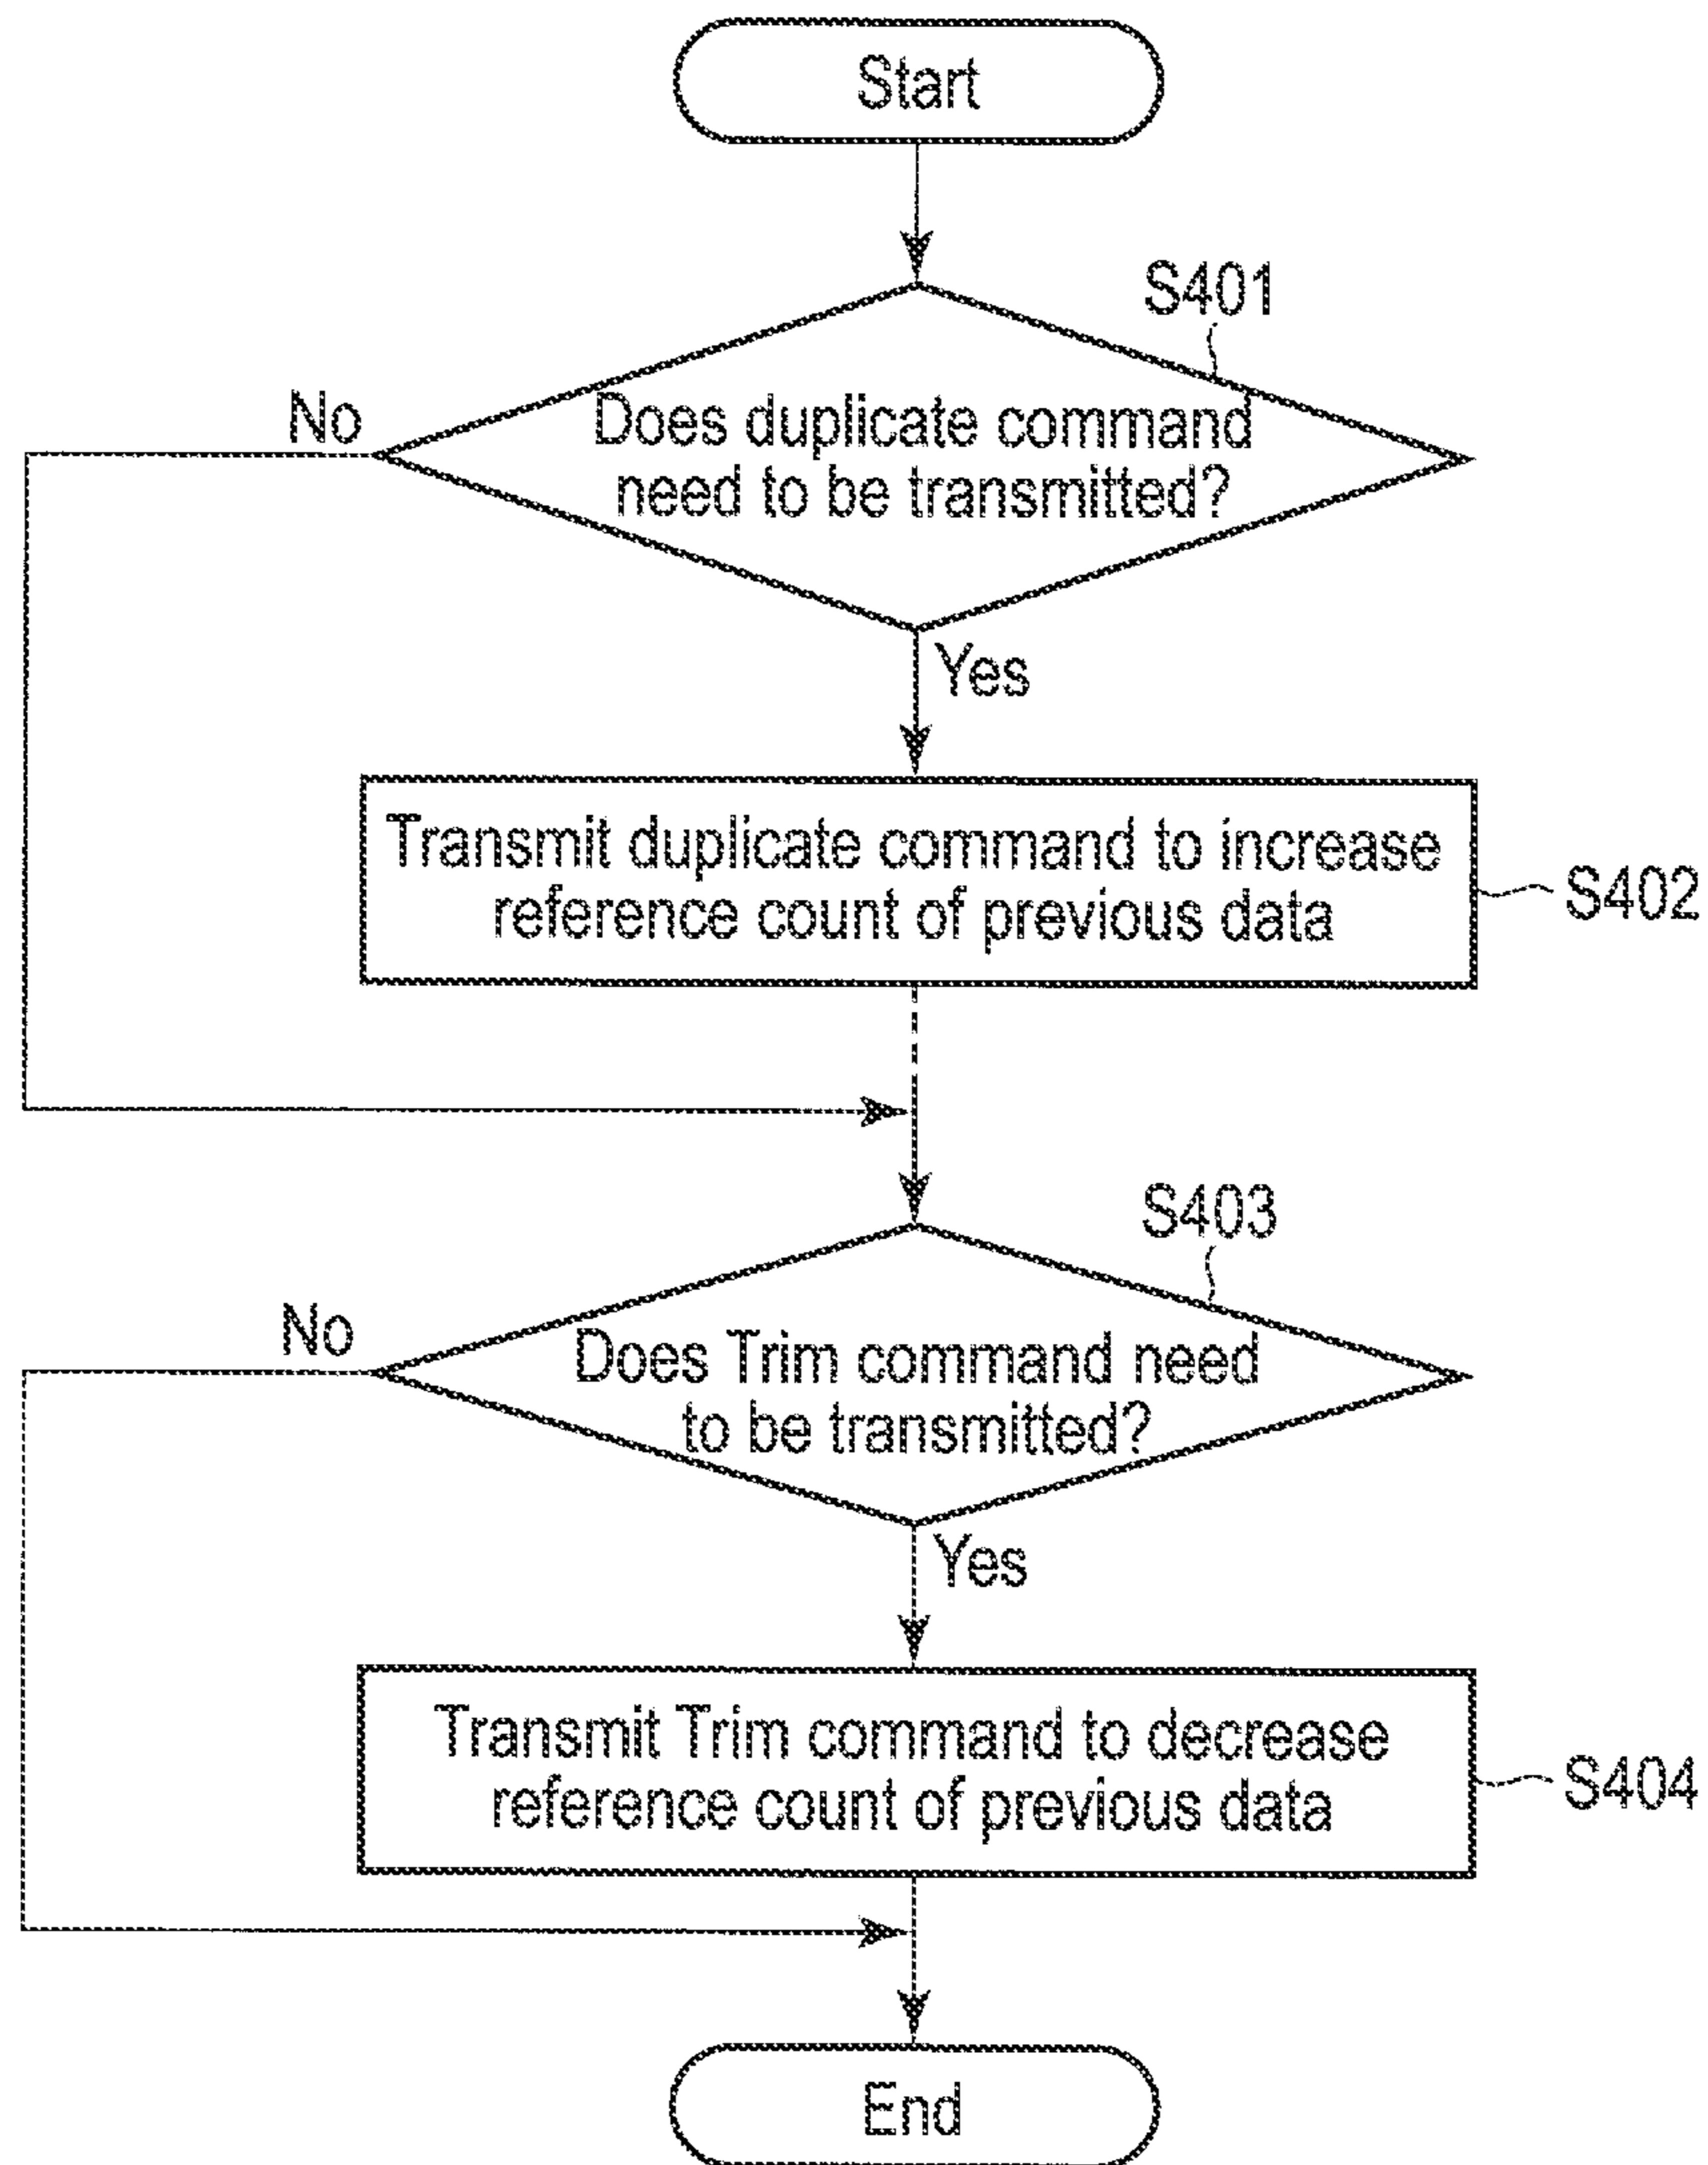 Start
S401
No
Does duplicate command
need to be transmitted?
Yes
Transmit duplicate command to increase
reference count of previous data
S402
S403
No
Does Trim command need
to be transmitted?
Yes
Transmit Trim command to decrease
reference count of previous data
S404
End